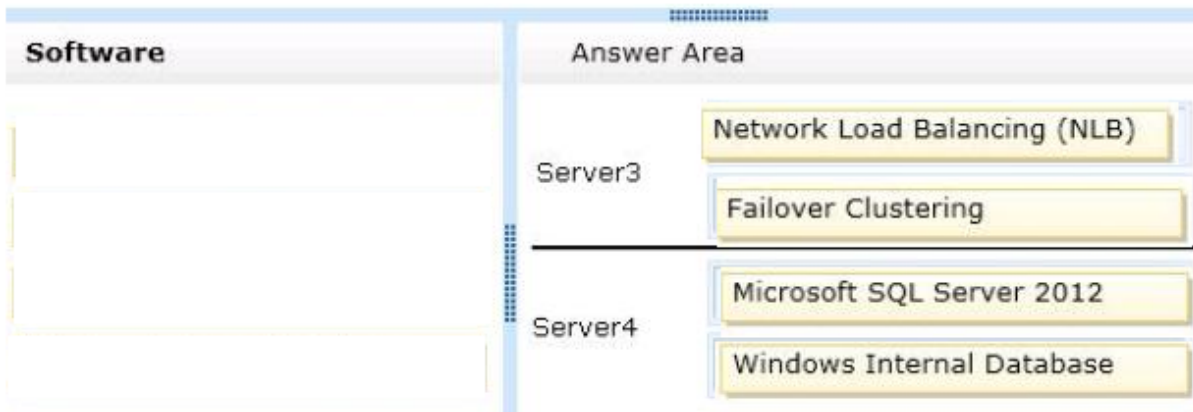 Software
Answer Area
Server3
Network Load Balancing (NLB)
Failover Clustering
Server4
Microsoft SQL Server 2012
Windows Internal Database